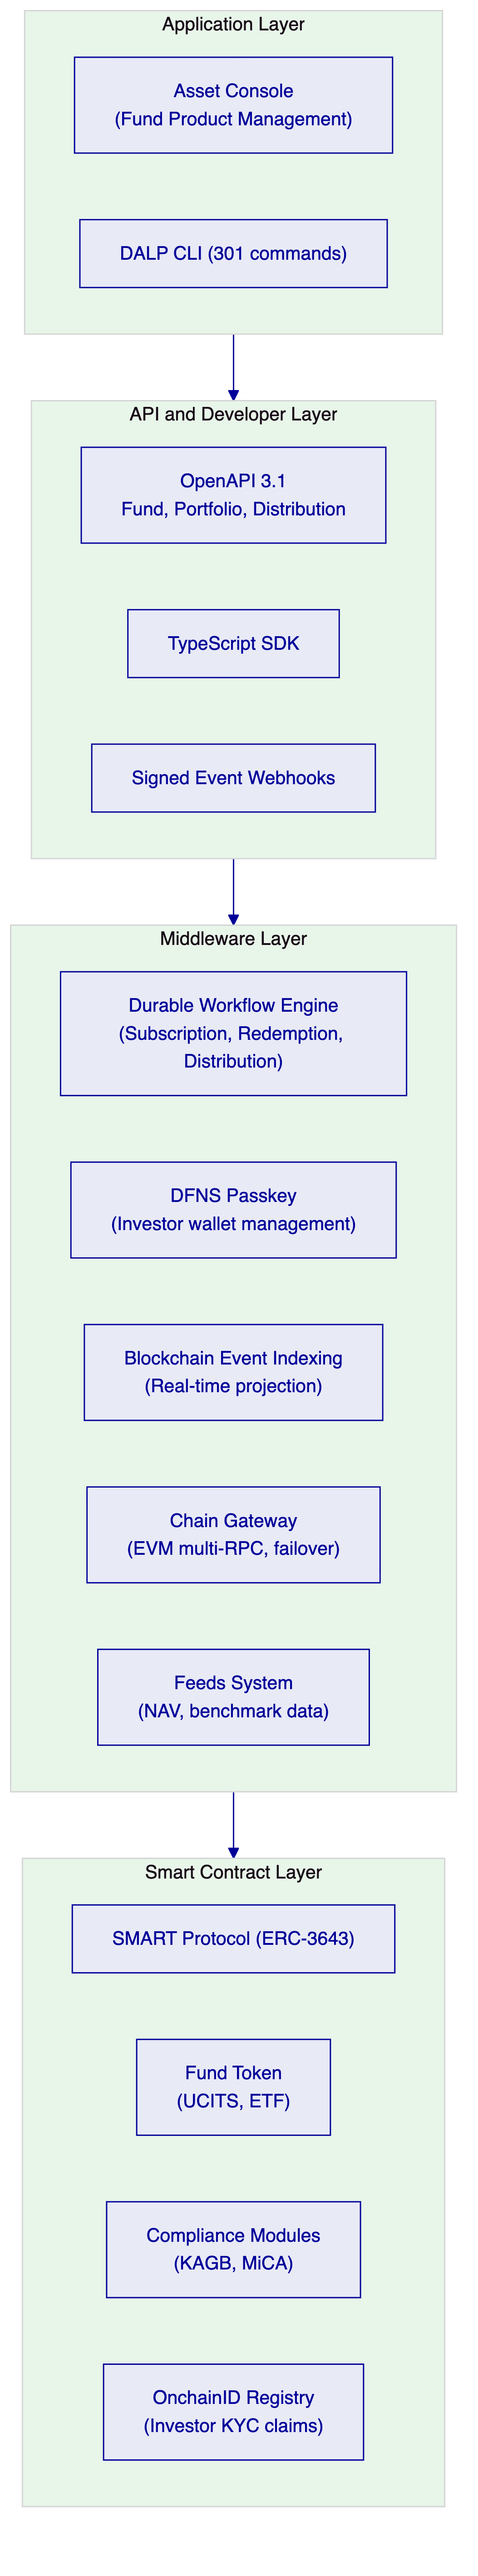 Application Layer
Asset Console
(Fund Product Management)
DALP CLI (301 commands)
API and Developer Layer
OpenAPI 3.1
Fund, Portfolio, Distribution
TypeScript SDK
Signed Event Webhooks
Middleware Layer
Durable Workflow Engine
(Subscription, Redemption,
Distribution)
DFNS Passkey
(Investor wallet management)
Blockchain Event Indexing
(Real-time projection)
Chain Gateway
(EVM multi-RPC, failover)
Feeds System
(NAV, benchmark data)
Smart Contract Layer
SMART Protocol (ERC-3643)
Fund Token
(UCITS, ETF)
Compliance Modules
(KAGB, MiCA)
OnchainID Registry
(Investor KYC claims)